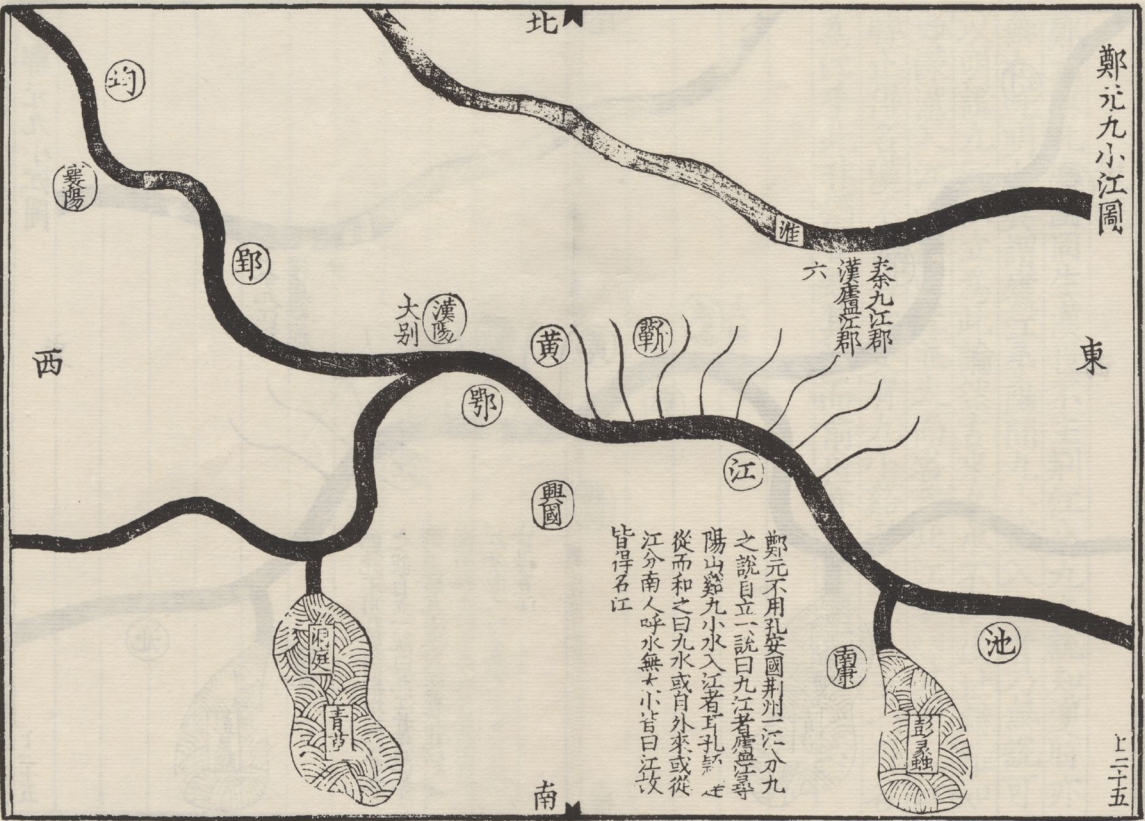 鄭元九小江圖
北
東
西
南
均
襄陽
郢
漢陽
大别
鄂
黄
蘄
淮
秦九江郡
漢廬江郡
六
江
興國
池
南康
彭蠡
洞庭
青草
鄭元不用孔安國荆州一江分九
之說自立一說曰九江者廬江尋
陽山谿九小水入江者耳孔
從而和之曰九水或自外來或從
江分南人呼水無大小皆曰江故
皆得名江
上二十五